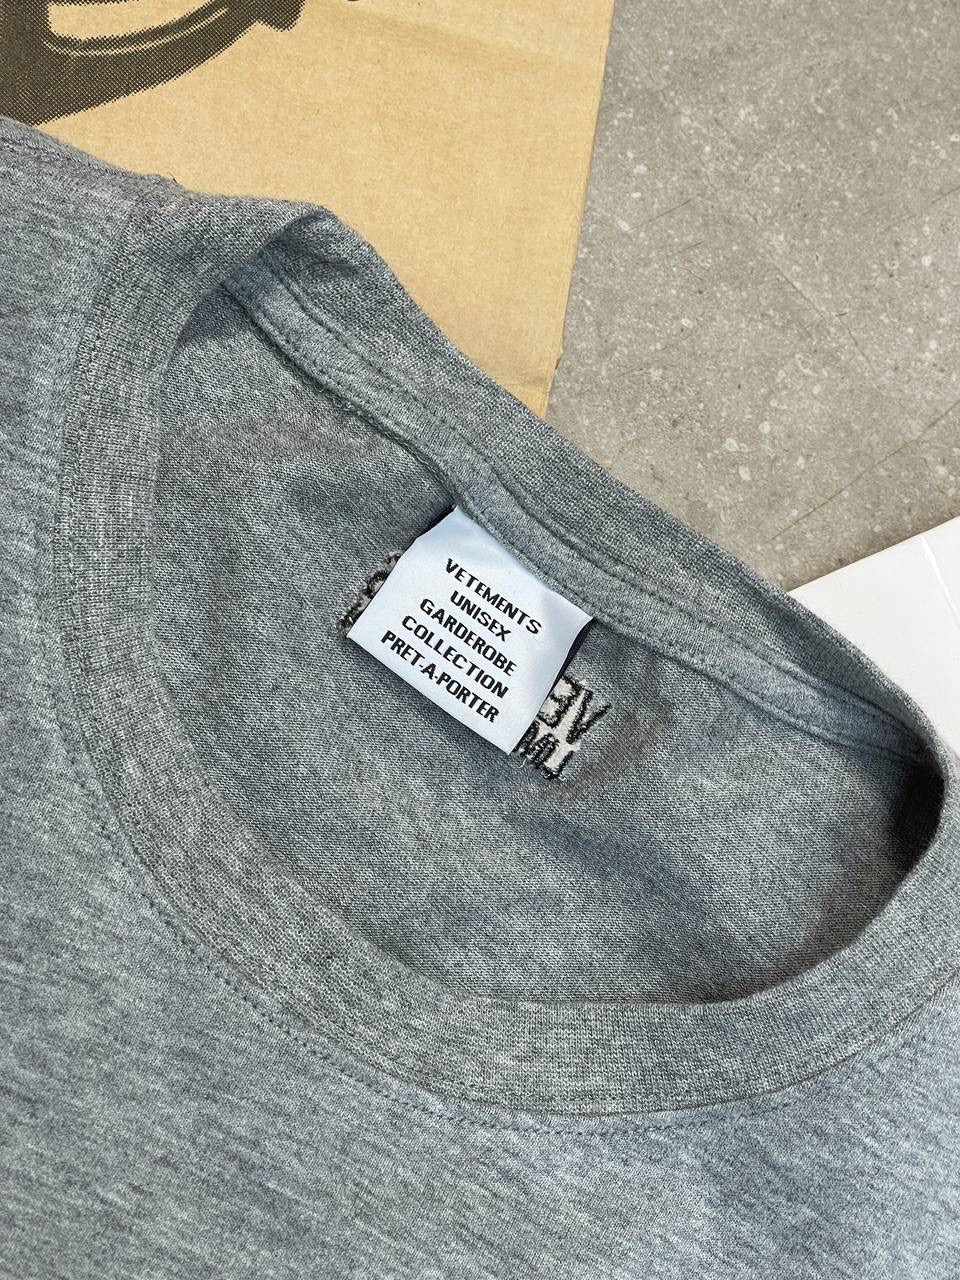 VETEMENTS
UNISEX
GARDEROBE
COLLECTION
PRET-A-PORTER